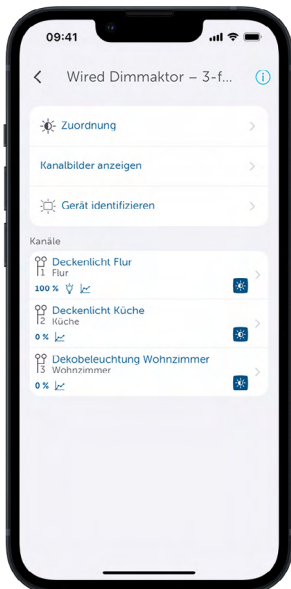 09:41
Wired Dimmaktor – 3-f...
Zuordnung
Kanalbilder anzeigen
Gerät identifizieren
Kanäle
Deckenlicht Flur
1 Flur
100 %
Deckenlicht Küche
2 Küche
0 %
Dekobeleuchtung Wohnzimmer
3 Wohnzimmer
0 %